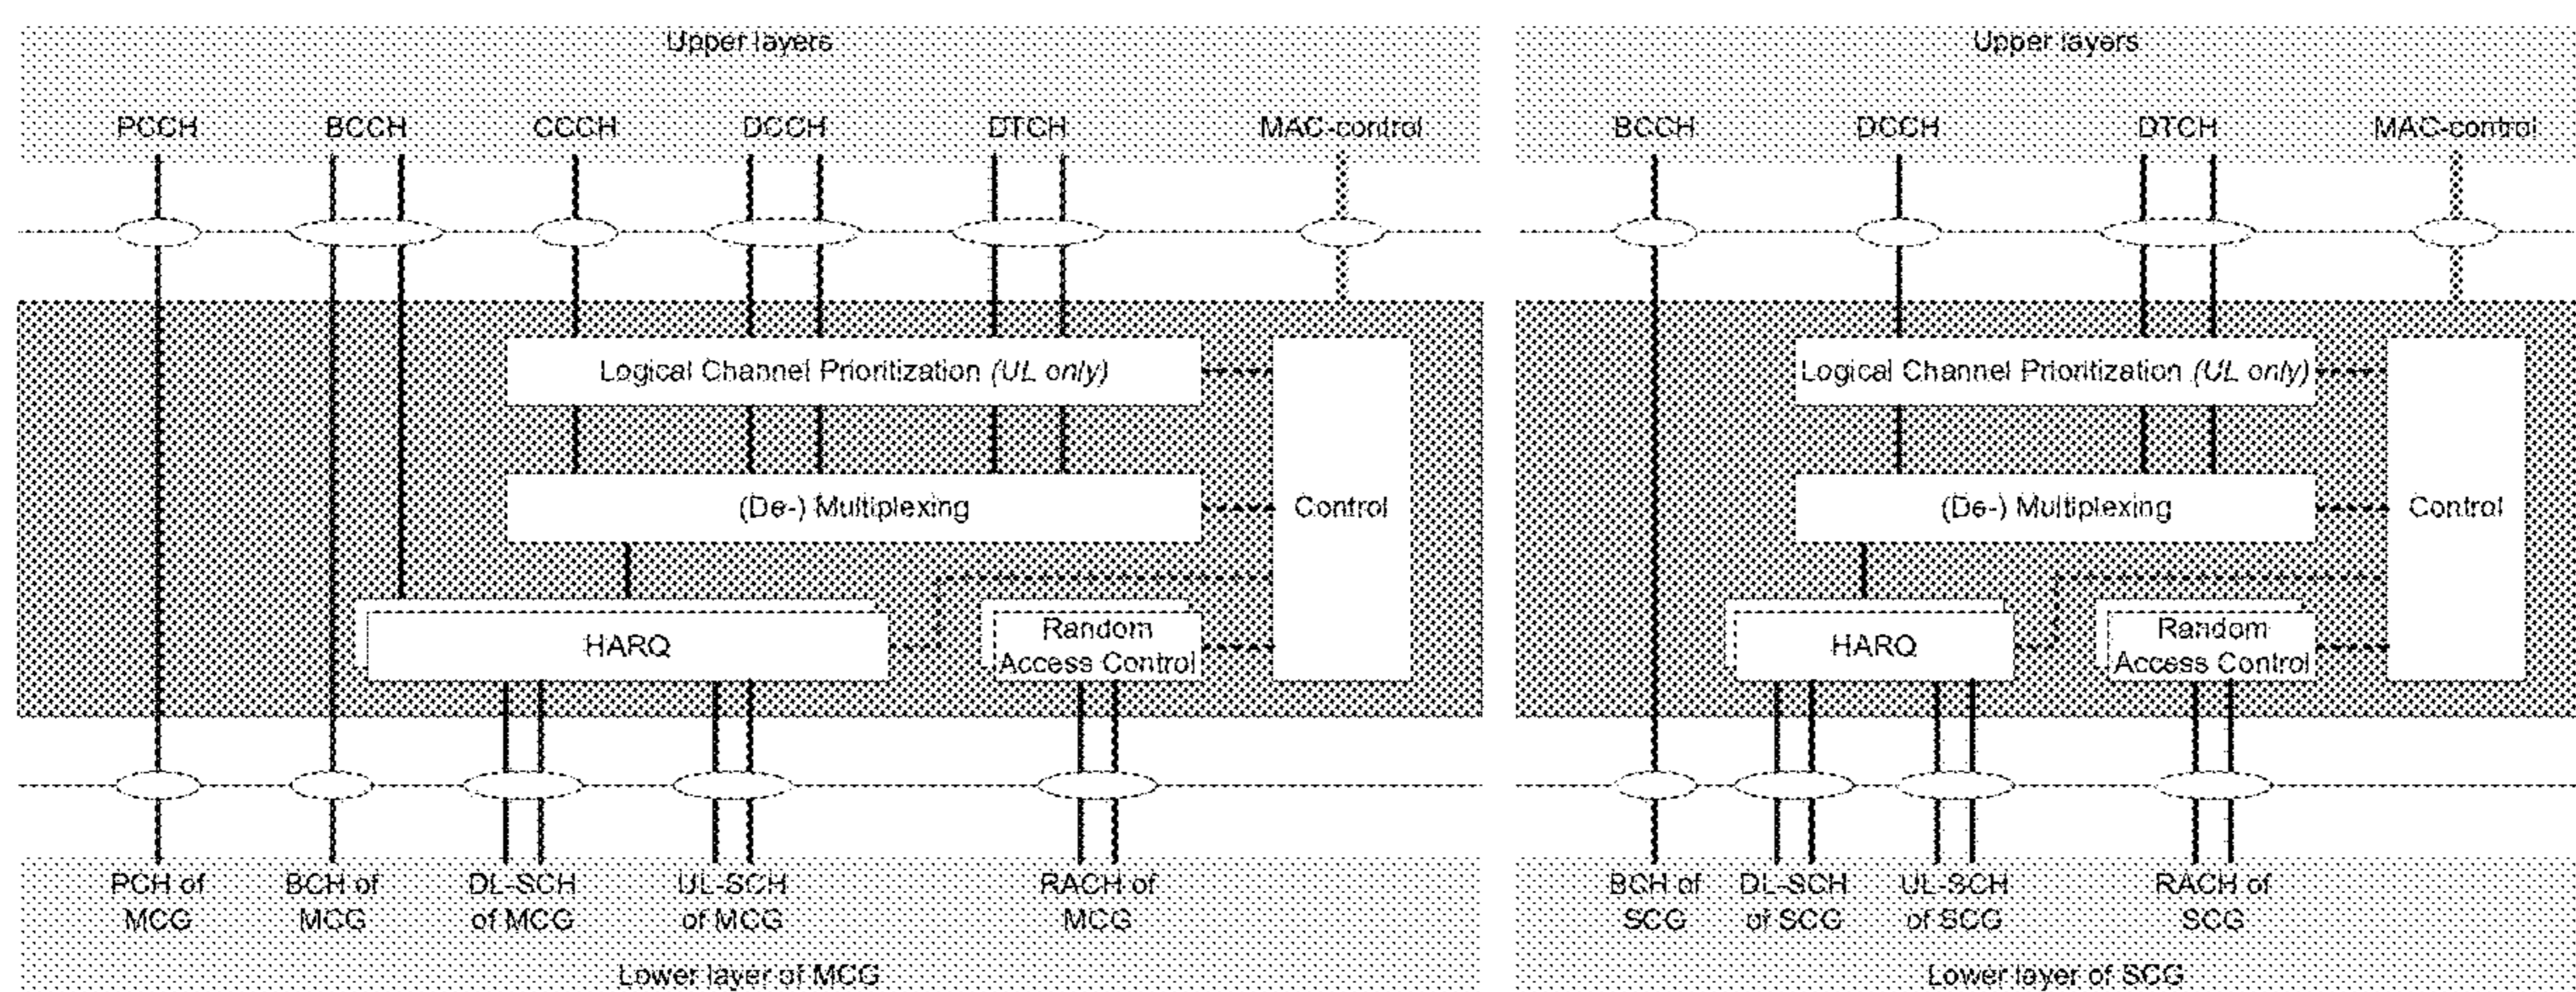 Upper layers
PCCH BCCH CCCH DCCH DTCH MAC-control
Logical Channel Prioritization (UL only)
(De-) Multiplexing
Control
HARQ
Random
Access Control
PCH of
MCG
BCH of
MCG
DL-SCH
of MCG
UL-SCH
of MCG
RACH of
MCG
Lower layer of MCG
Upper layers
BCCH DCCH DTCH MAC-control
Logical Channel Prioritization (UL only)
(De-) Multiplexing
Control
HARQ
Random
Access Control
BCH of
SCG
DL-SCH
of SCG
UL-SCH
of SCG
RACH of
SCG
Lower layer of SCG